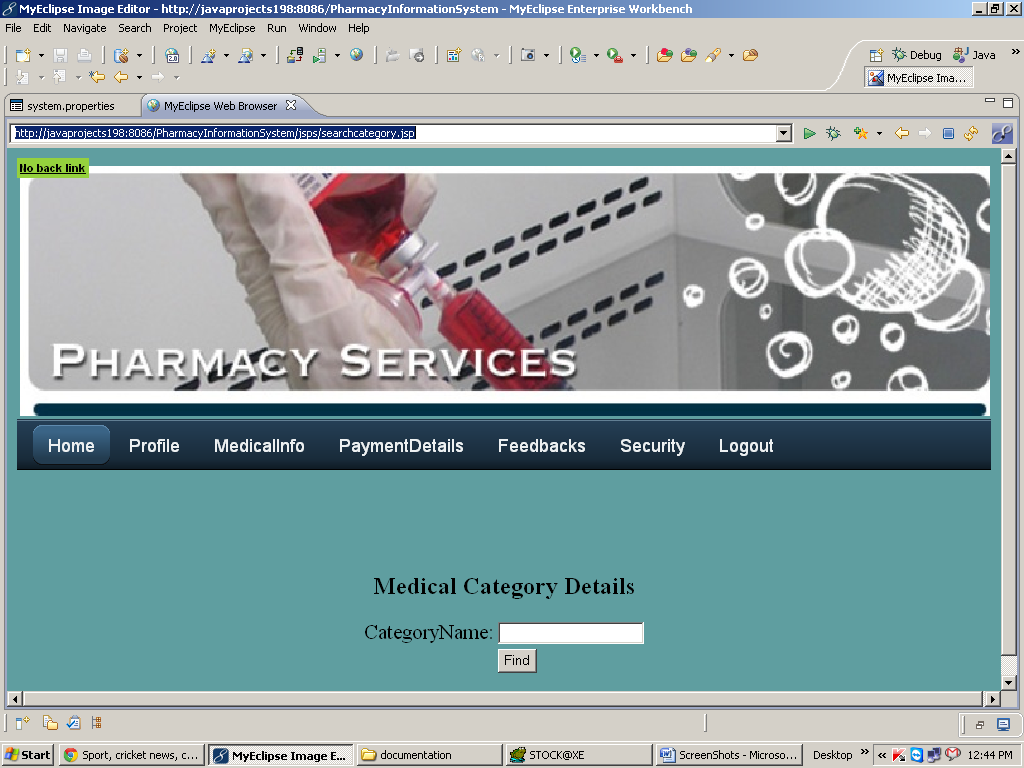 MyEclipse Image Editor - http://javaprojects198:8086/PharmacyInformationSystem - MyEclipse Enterprise Workbench
File Edit Navigate Search Project MyEclipse Run Window Help
2.0
Debug Java »
MyEclipse Ima...
system.properties MyEclipse Web Browser
http://javaprojects198:8086/PharmacyInformationSystem/jsps/searchcategory.jsp
No back link
PHARMACY SERVICES
Home Profile MedicalInfo PaymentDetails Feedbacks Security Logout
Medical Category Details
CategoryName:
Find
Start Sport, cricket news, c... MyEclipse Image E... documentation STOCK@XE ScreenShots - Microso... Desktop » « 12:44 PM